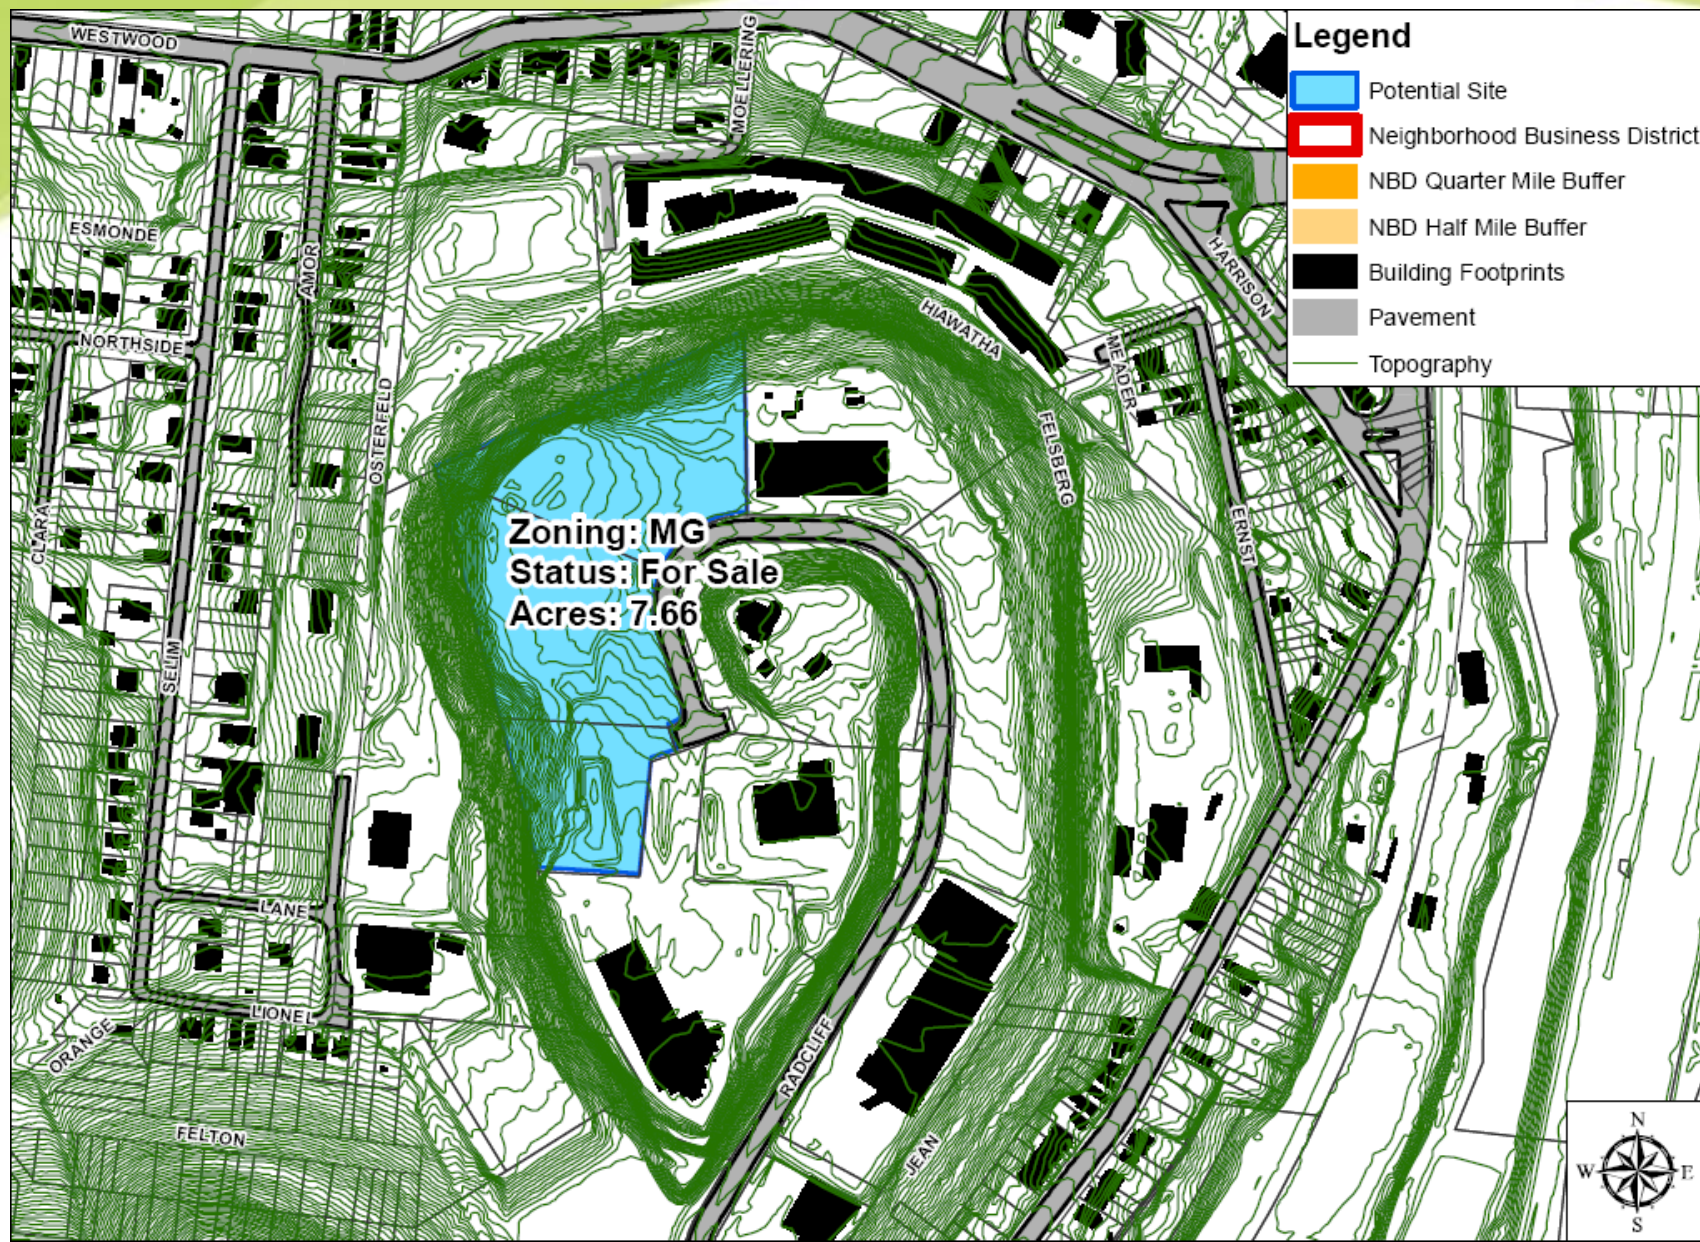 WESTWOOD
MOELLERING
Legend
Potential Site
Neighborhood Business District
NBD Quarter Mile Buffer
NBD Half Mile Buffer
Building Footprints
Pavement
Topography
ESMONDE
AMOR
HARRISON
NORTHSIDE
HIAWATHA
MEADER
OSTERFELD
FELSBERG
CLARA
ERNST
Zoning: MG
Status: For Sale
Acres: 7.66
SELIM
LANE
LIONEL
ORANGE
RADCLIFF
FELTON
JEAN
N
W E
S